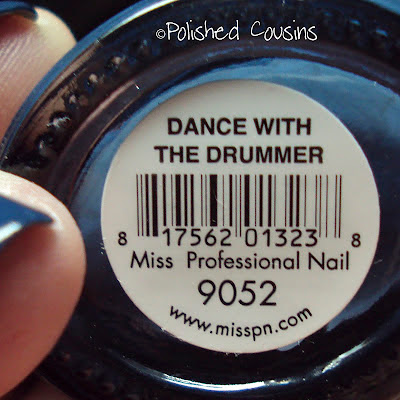 ©Polished Cousins
DANCE WITH
THE DRUMMER
8 17562 01323 8
Miss Professional Nail
9052
www.misspn.com